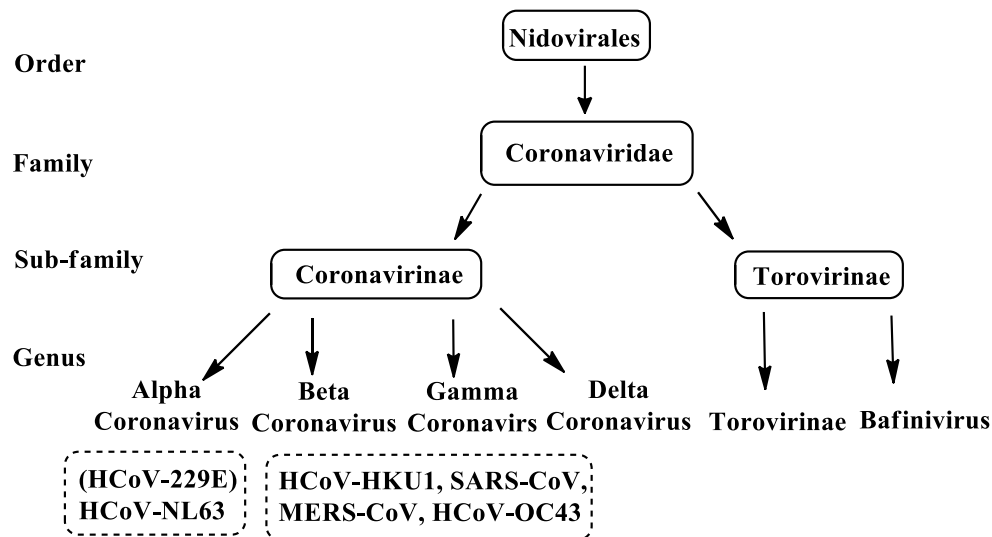 Nidovirales
Order
Coronaviridae
Family
Sub-family
Coronavirinae
Torovirinae
Genus
Alpha
Coronavirus
Beta
Coronavirus
Gamma
Coronavirs
Delta
Coronavirus
Torovirinae
Bafinivirus
(HCoV-229E)
HCoV-NL63
HCoV-HKU1, SARS-CoV,
MERS-CoV, HCoV-OC43